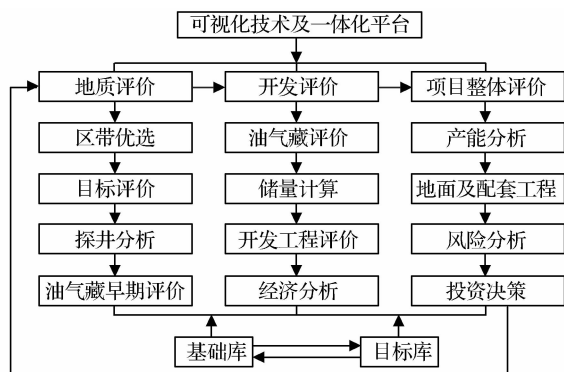 可视化技术及一体化平台
地质评价 开发评价 项目整体评价
区带优选 油气藏评价 产能分析
目标评价 储量计算 地面及配套工程
探井分析 开发工程评价 风险分析
油气藏早期评价 经济分析 投资决策
基础库 目标库